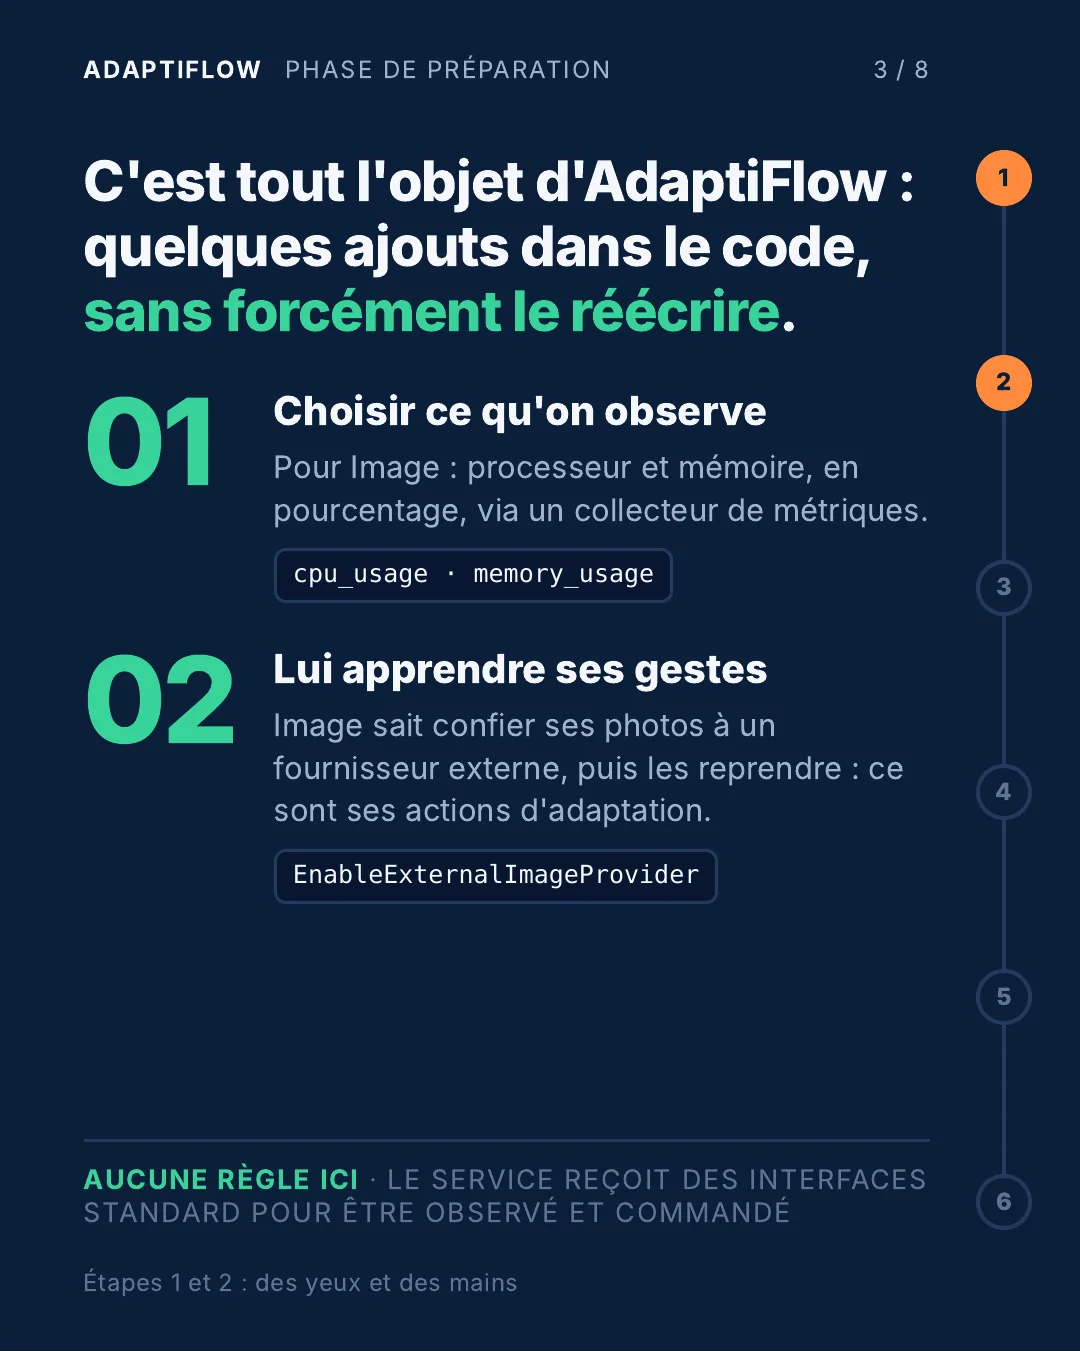 ADAPTIFLOW PHASE DE PRÉPARATION 3 / 8
C'est tout l'objet d'AdaptiFlow :
quelques ajouts dans le code,
sans forcément le réécrire.
01 Choisir ce qu'on observe
Pour Image : processeur et mémoire, en
pourcentage, via un collecteur de métriques.
cpu_usage · memory_usage
02 Lui apprendre ses gestes
Image sait confier ses photos à un
fournisseur externe, puis les reprendre : ce
sont ses actions d'adaptation.
EnableExternalImageProvider
AUCUNE RÈGLE ICI · LE SERVICE REÇOIT DES INTERFACES
STANDARD POUR ÊTRE OBSERVÉ ET COMMANDÉ
Étapes 1 et 2 : des yeux et des mains
1
2
3
4
5
6